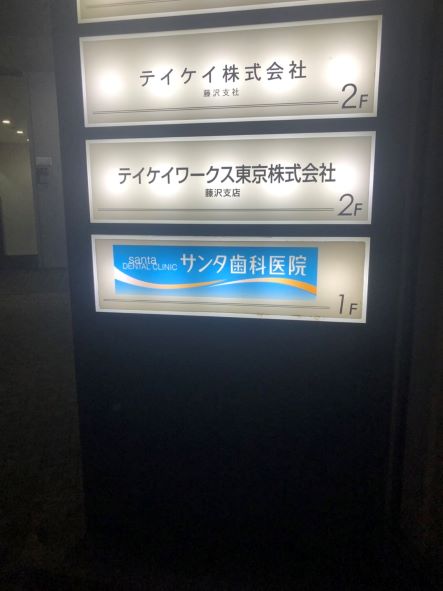 テイケイ株式会社
藤沢支社
2F
テイケイワークス東京株式会社
藤沢支店
2F
santa
DENTAL CLINIC サンタ歯科医院
1F